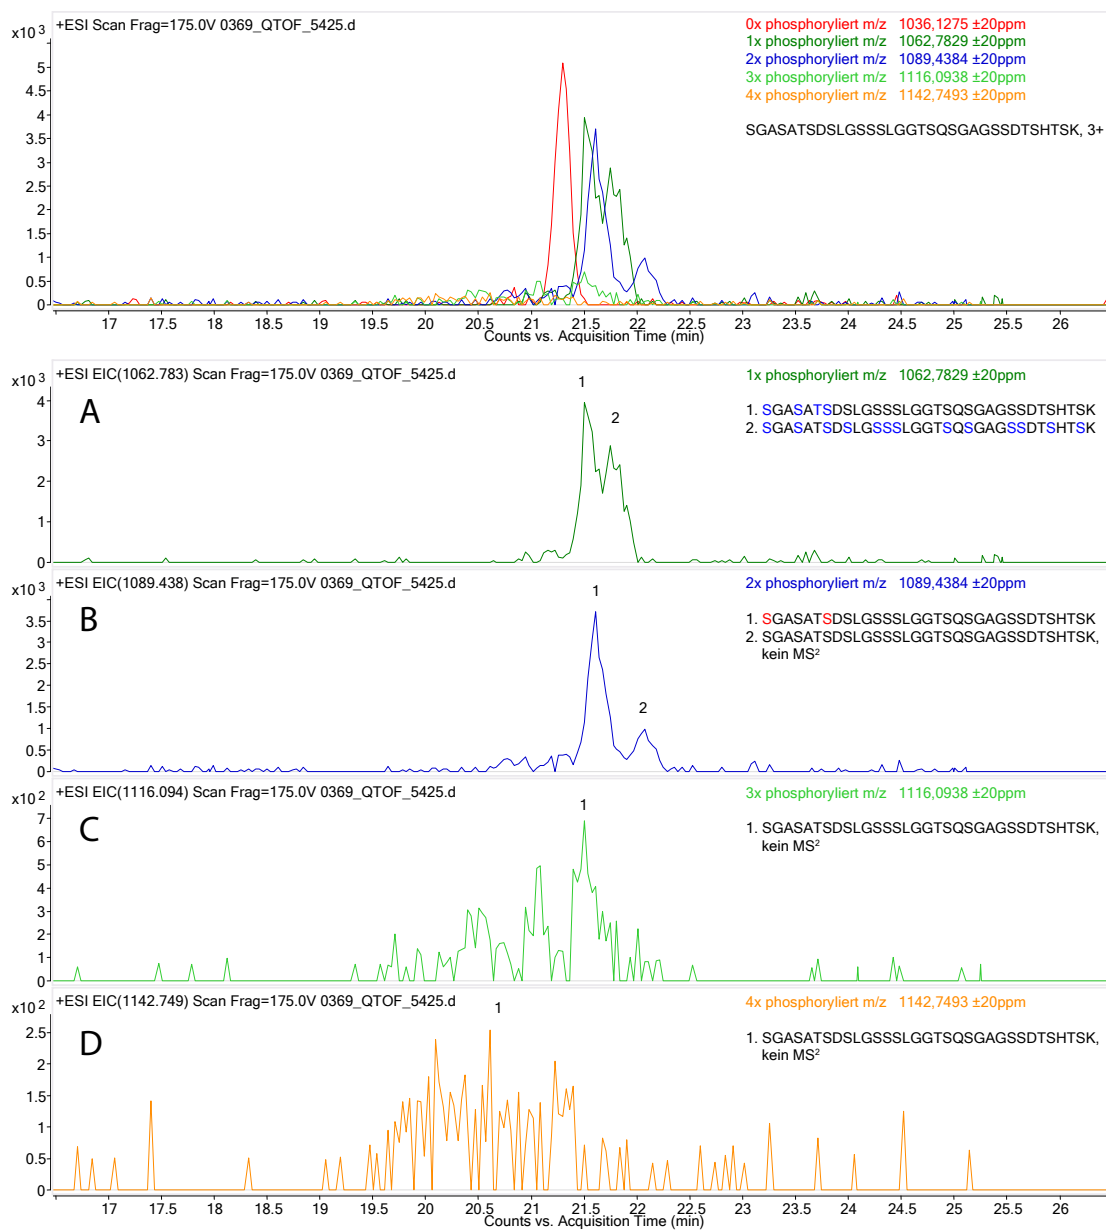 +ESI Scan Frag=175.0V 0369_QTOF_5425.d
x10 3
0x phosphoryliert m/z 1036,1275 ±20ppm
1x phosphoryliert m/z 1062,7829 ±20ppm
2x phosphoryliert m/z 1089,4384 ±20ppm
3x phosphoryliert m/z 1116,0938 ±20ppm
4x phosphoryliert m/z 1142,7493 ±20ppm
SGASATSDSLGSSSLGGTSQSGAGSSDTSHTSK, 3+
5
4.5
4
3.5
3
2.5
2
1.5
1
0.5
0
17 17.5 18 18.5 19 19.5 20 20.5 21 21.5 22 22.5 23 23.5 24 24.5 25 25.5 26
Counts vs. Acquisition Time (min)
+ESI EIC(1062.783) Scan Frag=175.0V 0369_QTOF_5425.d
x10 3
A
1
2
1x phosphoryliert m/z 1062,7829 ±20ppm
1. SGASATSDSLGSSSLGGTSQSGAGSSDTSHTSK
2. SGASATSDSLGSSSLGGTSQSGAGSSDTSHTSK
4
3
2
1
0
+ESI EIC(1089.438) Scan Frag=175.0V 0369_QTOF_5425.d
x10 3
B
1
2
2x phosphoryliert m/z 1089,4384 ±20ppm
1. SGASATSDSLGSSSLGGTSQSGAGSSDTSHTSK
2. SGASATSDSLGSSSLGGTSQSGAGSSDTSHTSK,
kein MS²
3.5
3
2.5
2
1.5
1
0.5
0
+ESI EIC(1116.094) Scan Frag=175.0V 0369_QTOF_5425.d
x10 2
C
1
3x phosphoryliert m/z 1116,0938 ±20ppm
1. SGASATSDSLGSSSLGGTSQSGAGSSDTSHTSK,
kein MS²
7
6
5
4
3
2
1
0
+ESI EIC(1142.749) Scan Frag=175.0V 0369_QTOF_5425.d
x10 2
D
1
4x phosphoryliert m/z 1142,7493 ±20ppm
1. SGASATSDSLGSSSLGGTSQSGAGSSDTSHTSK,
kein MS²
2.5
2
1.5
1
0.5
0
17 17.5 18 18.5 19 19.5 20 20.5 21 21.5 22 22.5 23 23.5 24 24.5 25 25.5 26
Counts vs. Acquisition Time (min)